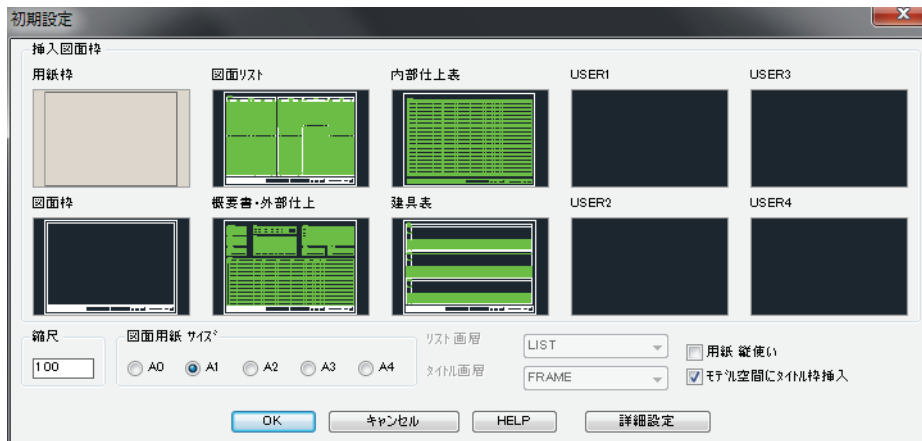 初期設定
挿入図面枠
用紙枠
図面リスト
内部仕上表
USER1
USER3
図面枠
概要書・外部仕上
建具表
USER2
USER4
縮尺
100
図面用紙 サイズ
A0
A1
A2
A3
A4
リスト画層
LIST
タイトル画層
FRAME
用紙 縦使い
モデル空間にタイトル枠挿入
OK
キャンセル
HELP
詳細設定